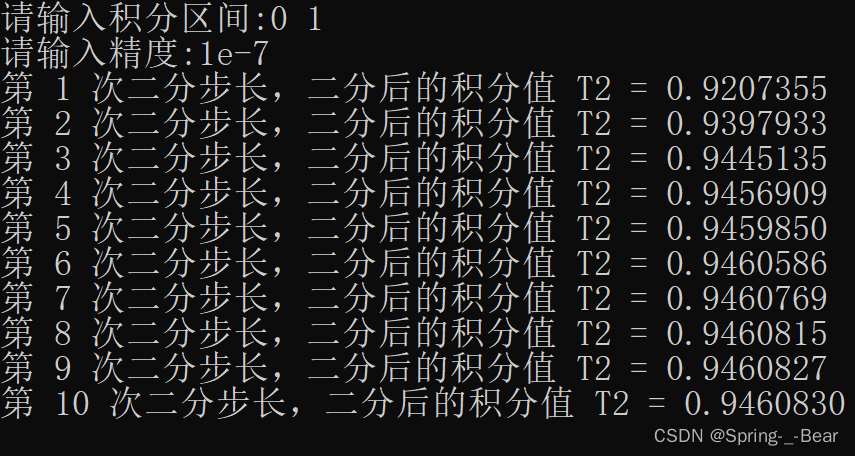 请输入积分区间:0 1
请输入精度:1e-7
第 1 次二分步长，二分后的积分值 T2 = 0.9207355
第 2 次二分步长，二分后的积分值 T2 = 0.9397933
第 3 次二分步长，二分后的积分值 T2 = 0.9445135
第 4 次二分步长，二分后的积分值 T2 = 0.9456909
第 5 次二分步长，二分后的积分值 T2 = 0.9459850
第 6 次二分步长，二分后的积分值 T2 = 0.9460586
第 7 次二分步长，二分后的积分值 T2 = 0.9460769
第 8 次二分步长，二分后的积分值 T2 = 0.9460815
第 9 次二分步长，二分后的积分值 T2 = 0.9460827
第 10 次二分步长，二分后的积分值 T2 = 0.9460830
CSDN @Spring-_-Bear